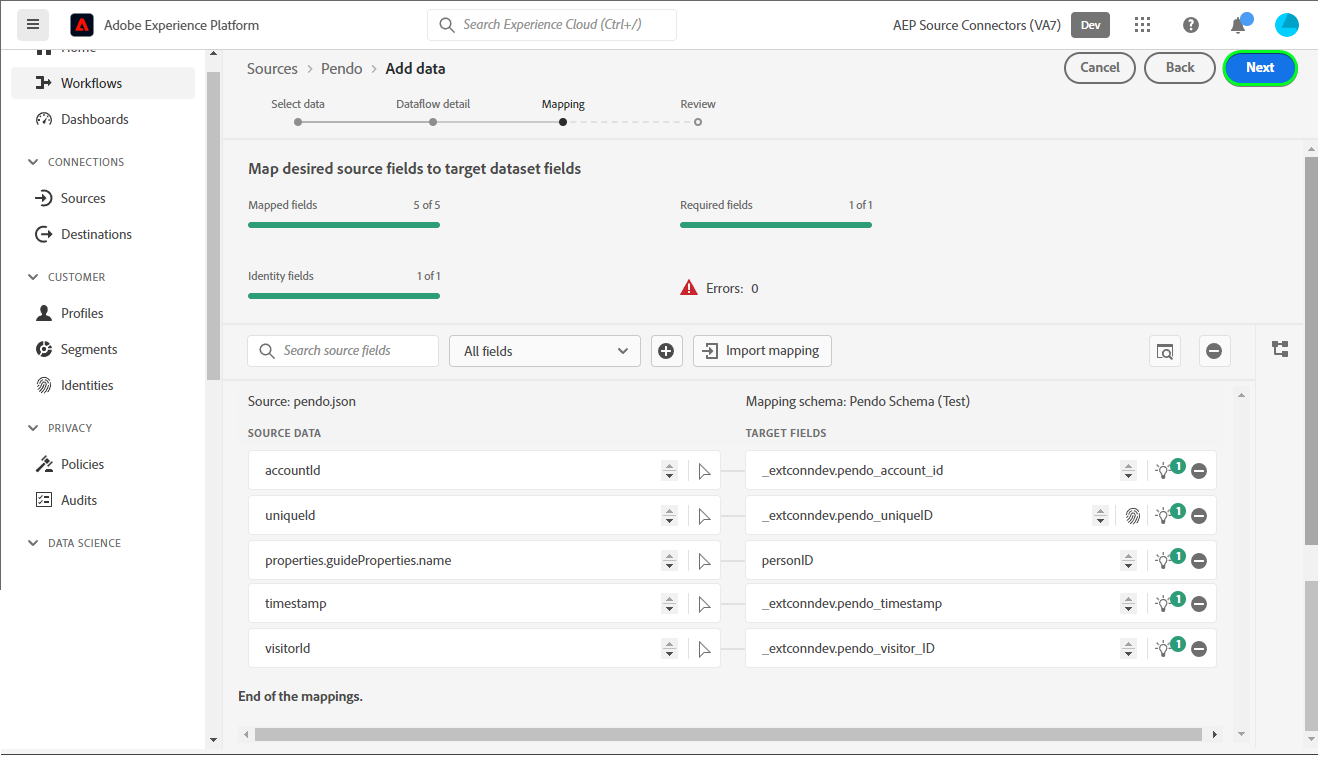 Adobe Experience Platform
Search Experience Cloud (Ctrl+/)
AEP Source Connectors (VA7)
Dev
Home
Workflows
Dashboards
CONNECTIONS
Sources
Destinations
CUSTOMER
Profiles
Segments
Identities
PRIVACY
Policies
Audits
DATA SCIENCE
Sources > Pendo > Add data
Cancel
Back
Next
Select data
Dataflow detail
Mapping
Review
Map desired source fields to target dataset fields
Mapped fields 5 of 5
Required fields 1 of 1
Identity fields 1 of 1
Errors: 0
Search source fields
All fields
Import mapping
Source: pendo.json
Mapping schema: Pendo Schema (Test)
SOURCE DATA
TARGET FIELDS
accountId
_extconndev.pendo_account_id
1
uniqueId
_extconndev.pendo_uniqueID
1
properties.guideProperties.name
personID
1
timestamp
_extconndev.pendo_timestamp
1
visitorId
_extconndev.pendo_visitor_ID
1
End of the mappings.